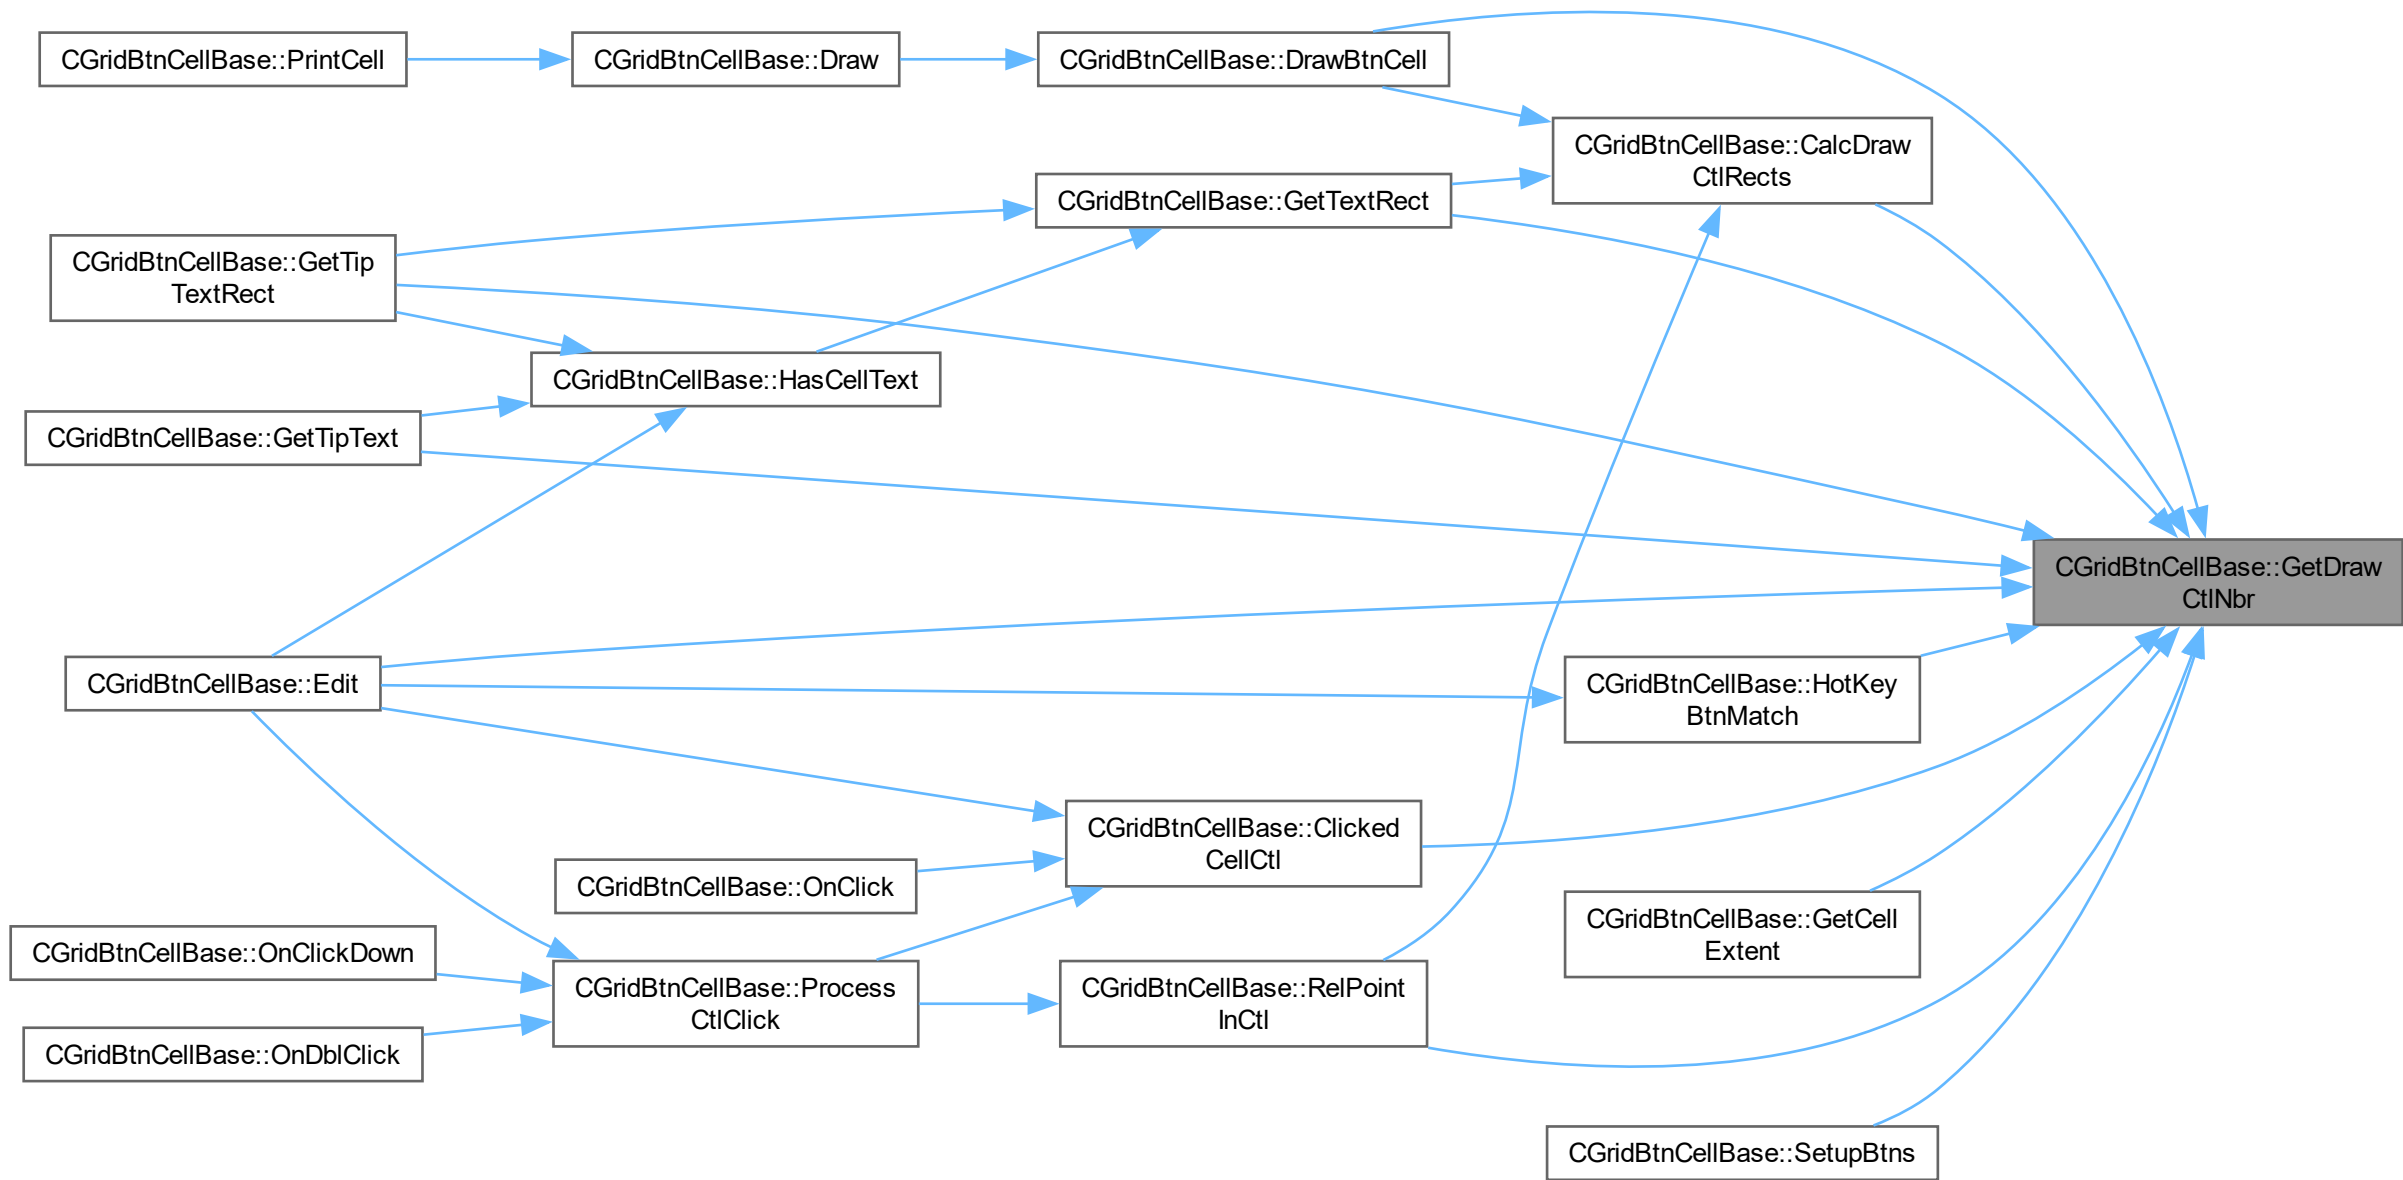 CGridBtnCellBase::PrintCell
CGridBtnCellBase::Draw
CGridBtnCellBase::DrawBtnCell
CGridBtnCellBase::CalcDraw
CtlRects
CGridBtnCellBase::GetTextRect
CGridBtnCellBase::GetTip
TextRect
CGridBtnCellBase::HasCellText
CGridBtnCellBase::GetTipText
CGridBtnCellBase::GetDraw
CtlNbr
CGridBtnCellBase::Edit
CGridBtnCellBase::HotKey
BtnMatch
CGridBtnCellBase::Clicked
CellCtl
CGridBtnCellBase::OnClick
CGridBtnCellBase::GetCell
Extent
CGridBtnCellBase::OnClickDown
CGridBtnCellBase::Process
CtlClick
CGridBtnCellBase::RelPoint
InCtl
CGridBtnCellBase::OnDblClick
CGridBtnCellBase::SetupBtns